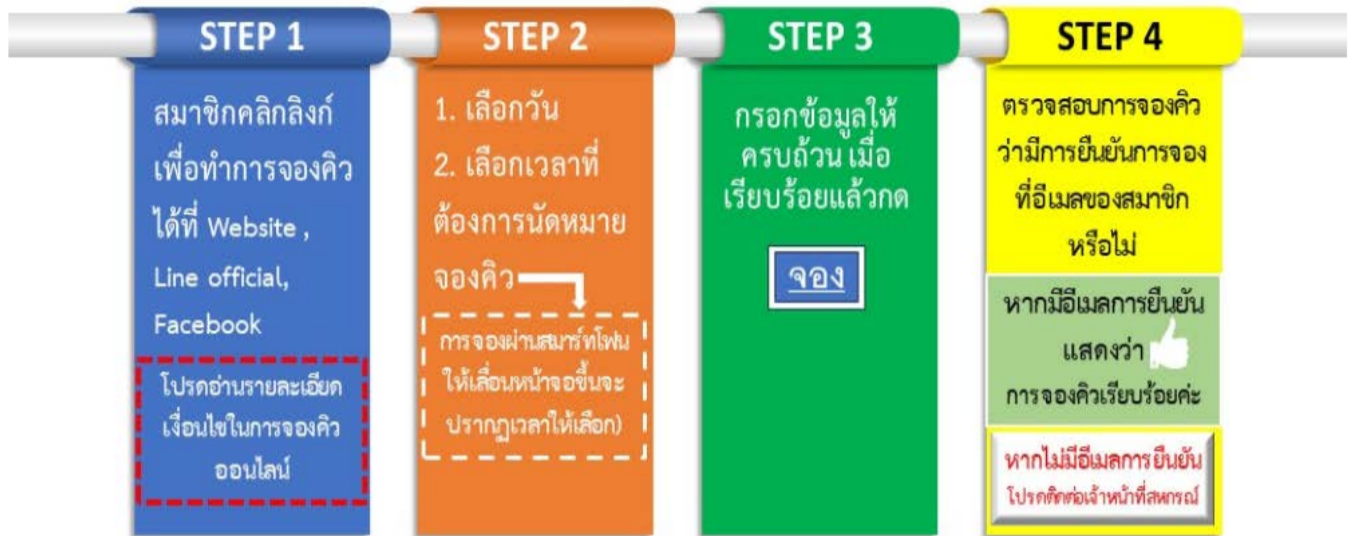 STEP 1
สมาชิกคลิกลิงก์
เพื่อทำการจองคิว
ได้ที่ Website ,
Line official,
Facebook
โปรดอ่านรายละเอียด
เงื่อนไขในการจองคิว
ออนไลน์
STEP 2
1. เลือกวัน
2. เลือกเวลาที่
ต้องการนัดหมาย
จองคิว
การจองผ่านสมาร์ทโฟน
ให้เลื่อนหน้าจอขึ้นจะ
ปรากฏเวลาให้เลือก)
STEP 3
กรอกข้อมูลให้
ครบถ้วน เมื่อ
เรียบร้อยแล้วกด
จอง
STEP 4
ตรวจสอบการจองคิว
ว่ามีการยืนยันการจอง
ที่อีเมลของสมาชิก
หรือไม่
หากมีอีเมลการยืนยัน
แสดงว่า
การจองคิวเรียบร้อยค่ะ
หากไม่มีอีเมลการยืนยัน
โปรดติดต่อเจ้าหน้าที่สหกรณ์